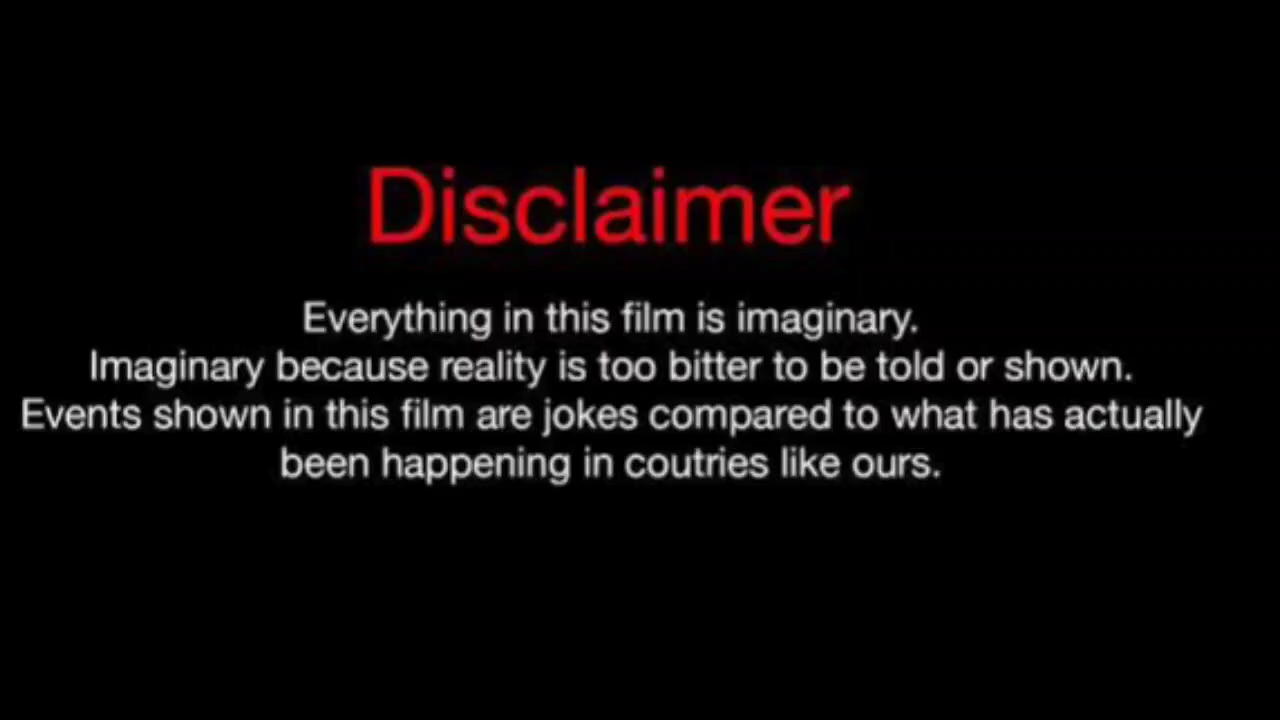 Disclaimer
Everything in this film is imaginary.
Imaginary because reality is too bitter to be told or shown.
Events shown in this film are jokes compared to what has actually
been happening in coutries like ours.